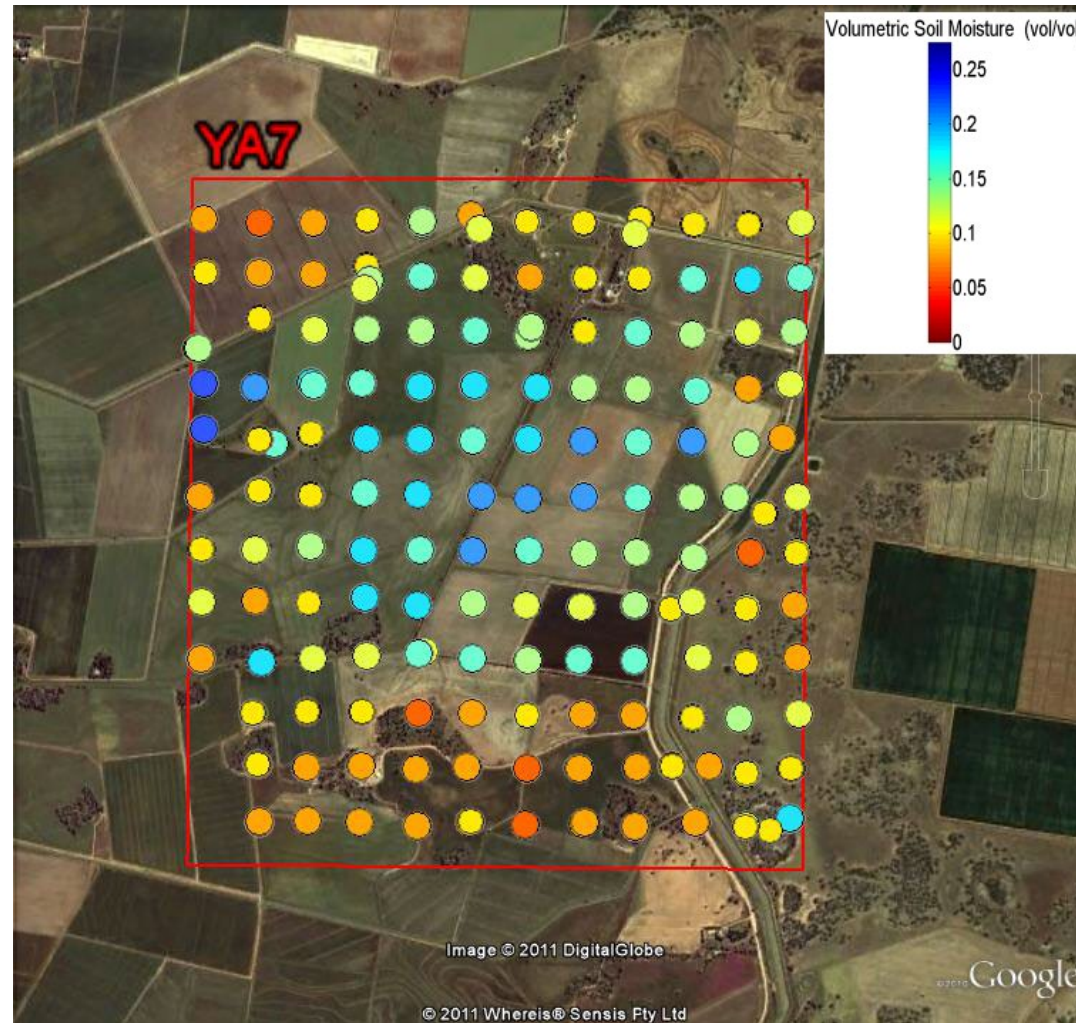 Volumetric Soil Moisture (vol/vol
0.25
0.2
0.15
0.1
0.05
0
YA7
Image © 2011 DigitalGlobe
©2010 Google
© 2011 Whereis® Sensis Pty Ltd